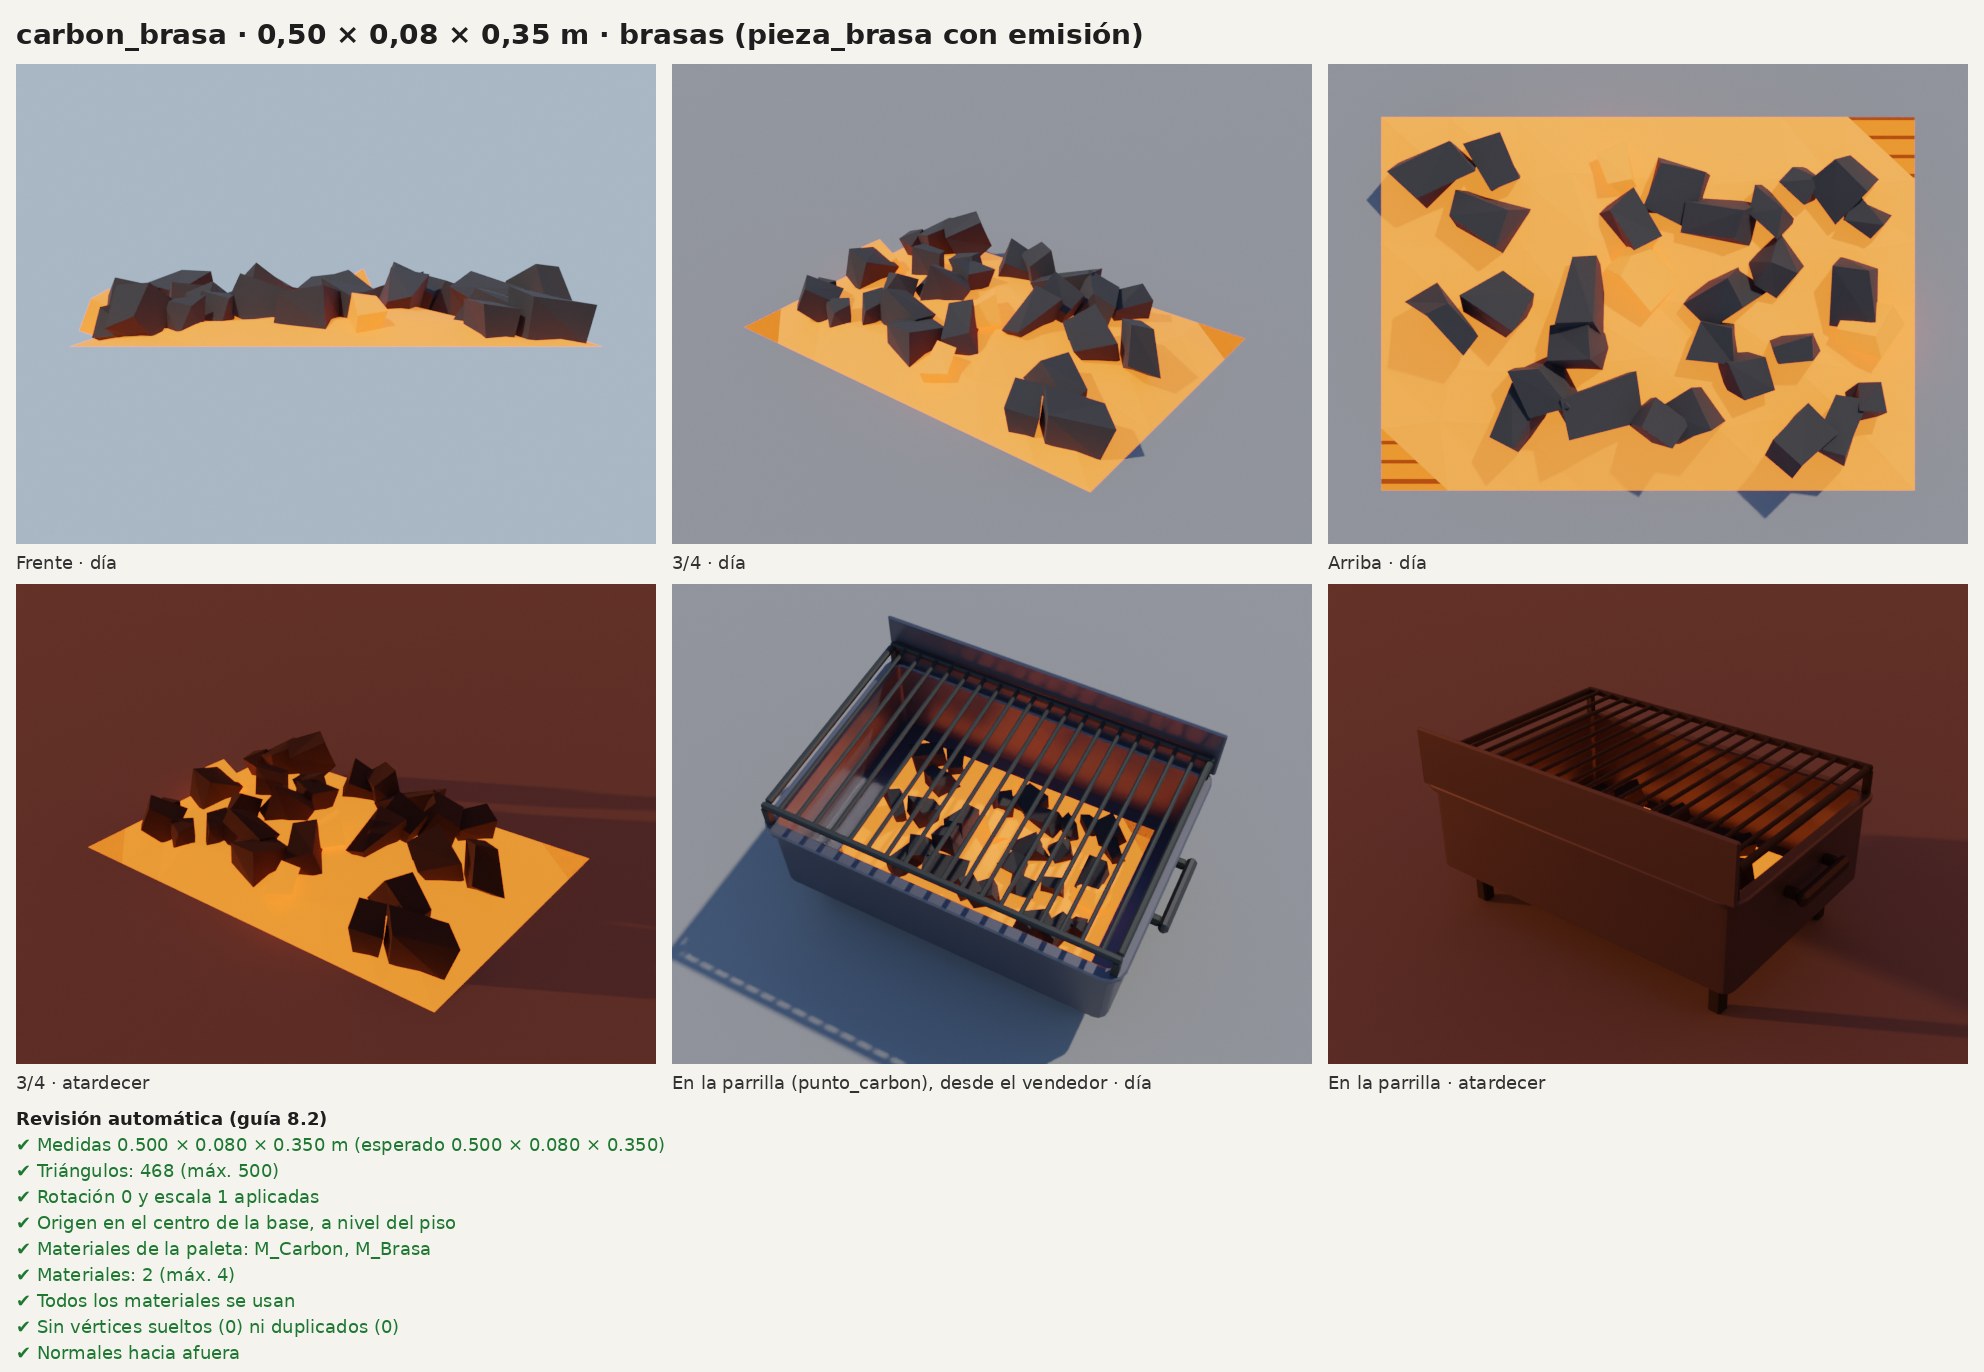 carbon_brasa · 0,50 × 0,08 × 0,35 m · brasas (pieza_brasa con emisión)
Frente · día
3/4 · día
Arriba · día
3/4 · atardecer
En la parrilla (punto_carbon), desde el vendedor · día
En la parrilla · atardecer
Revisión automática (guía 8.2)
✔ Medidas 0.500 × 0.080 × 0.350 m (esperado 0.500 × 0.080 × 0.350)
✔ Triángulos: 468 (máx. 500)
✔ Rotación 0 y escala 1 aplicadas
✔ Origen en el centro de la base, a nivel del piso
✔ Materiales de la paleta: M_Carbon, M_Brasa
✔ Materiales: 2 (máx. 4)
✔ Todos los materiales se usan
✔ Sin vértices sueltos (0) ni duplicados (0)
✔ Normales hacia afuera